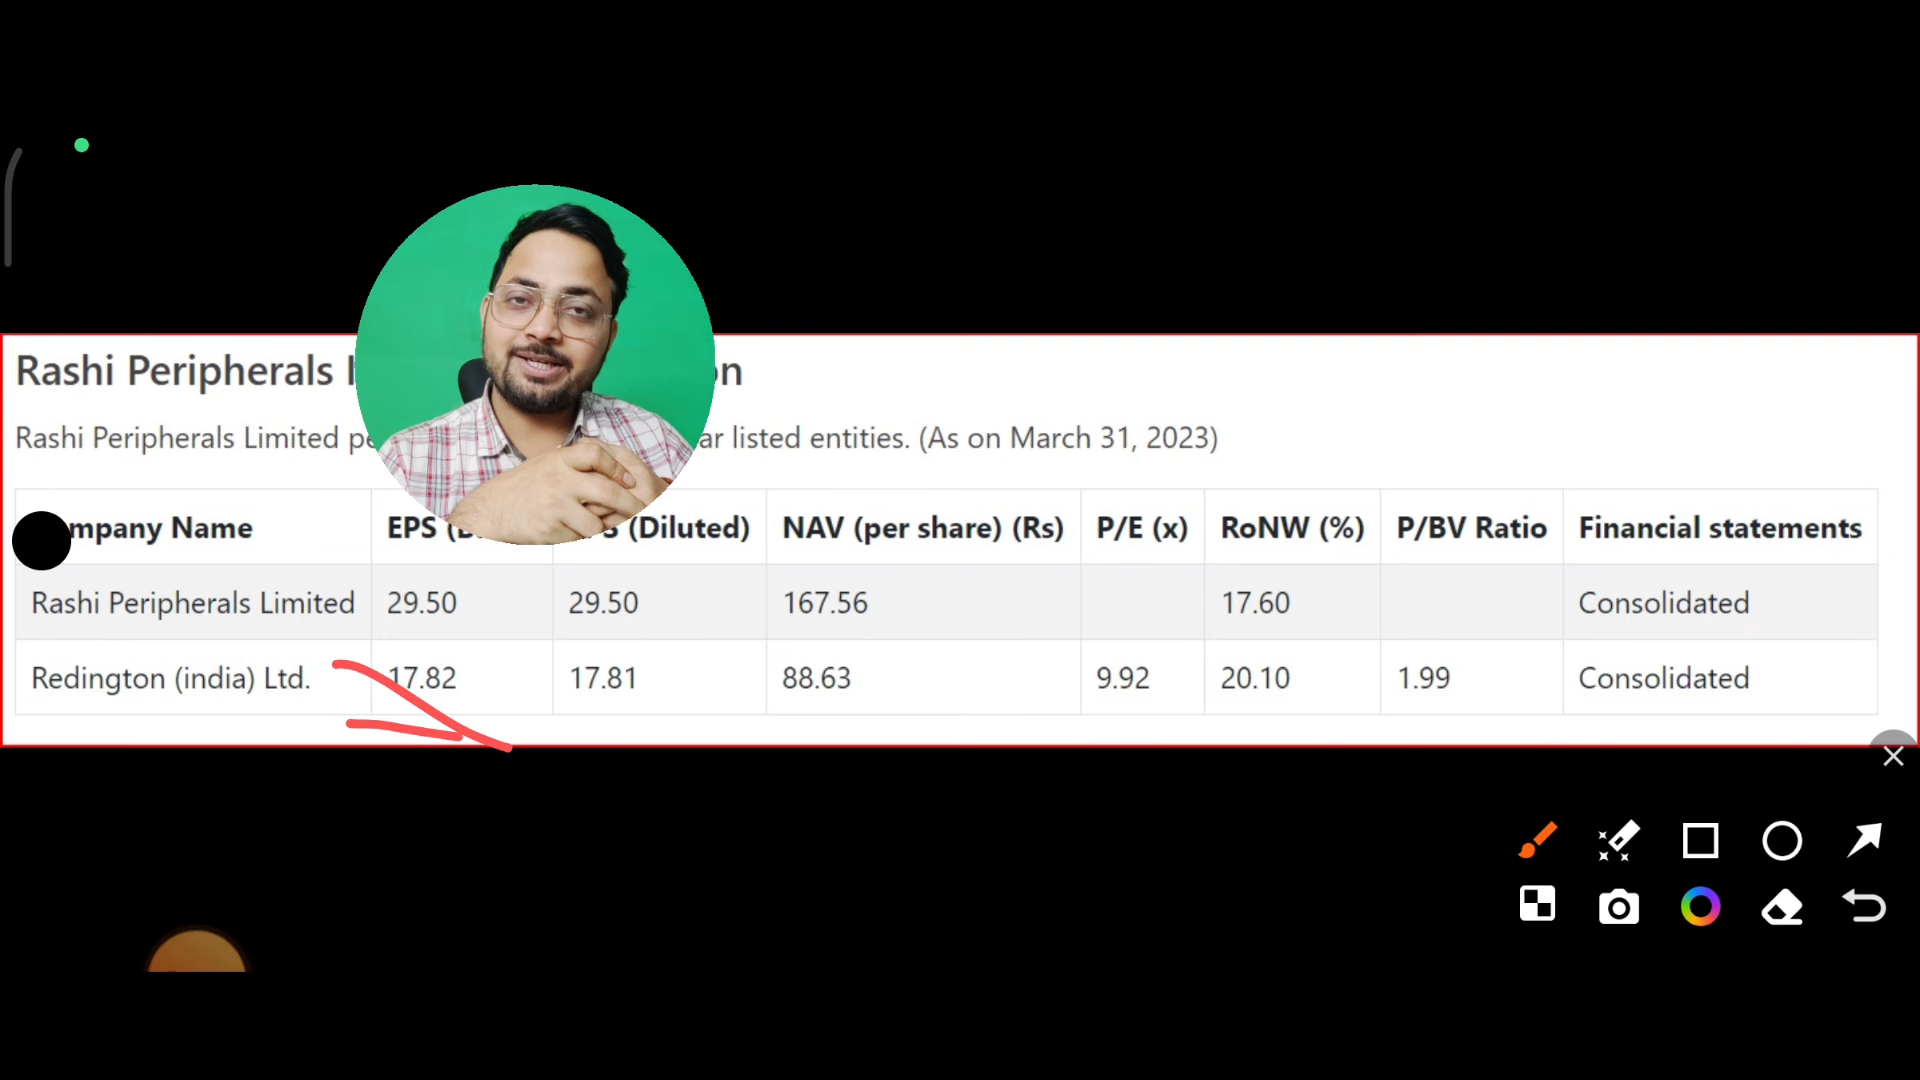 Rashi Peripherals
Rashi Peripherals Limited listed entities. (As on March 31, 2023)
Company Name EPS EPS (Diluted) NAV (per share) (Rs) P/E (x) RoNW (%) P/BV Ratio Financial statements
Rashi Peripherals Limited 29.50 29.50 167.56 17.60 Consolidated
Redington (india) Ltd. 17.82 17.81 88.63 9.92 20.10 1.99 Consolidated